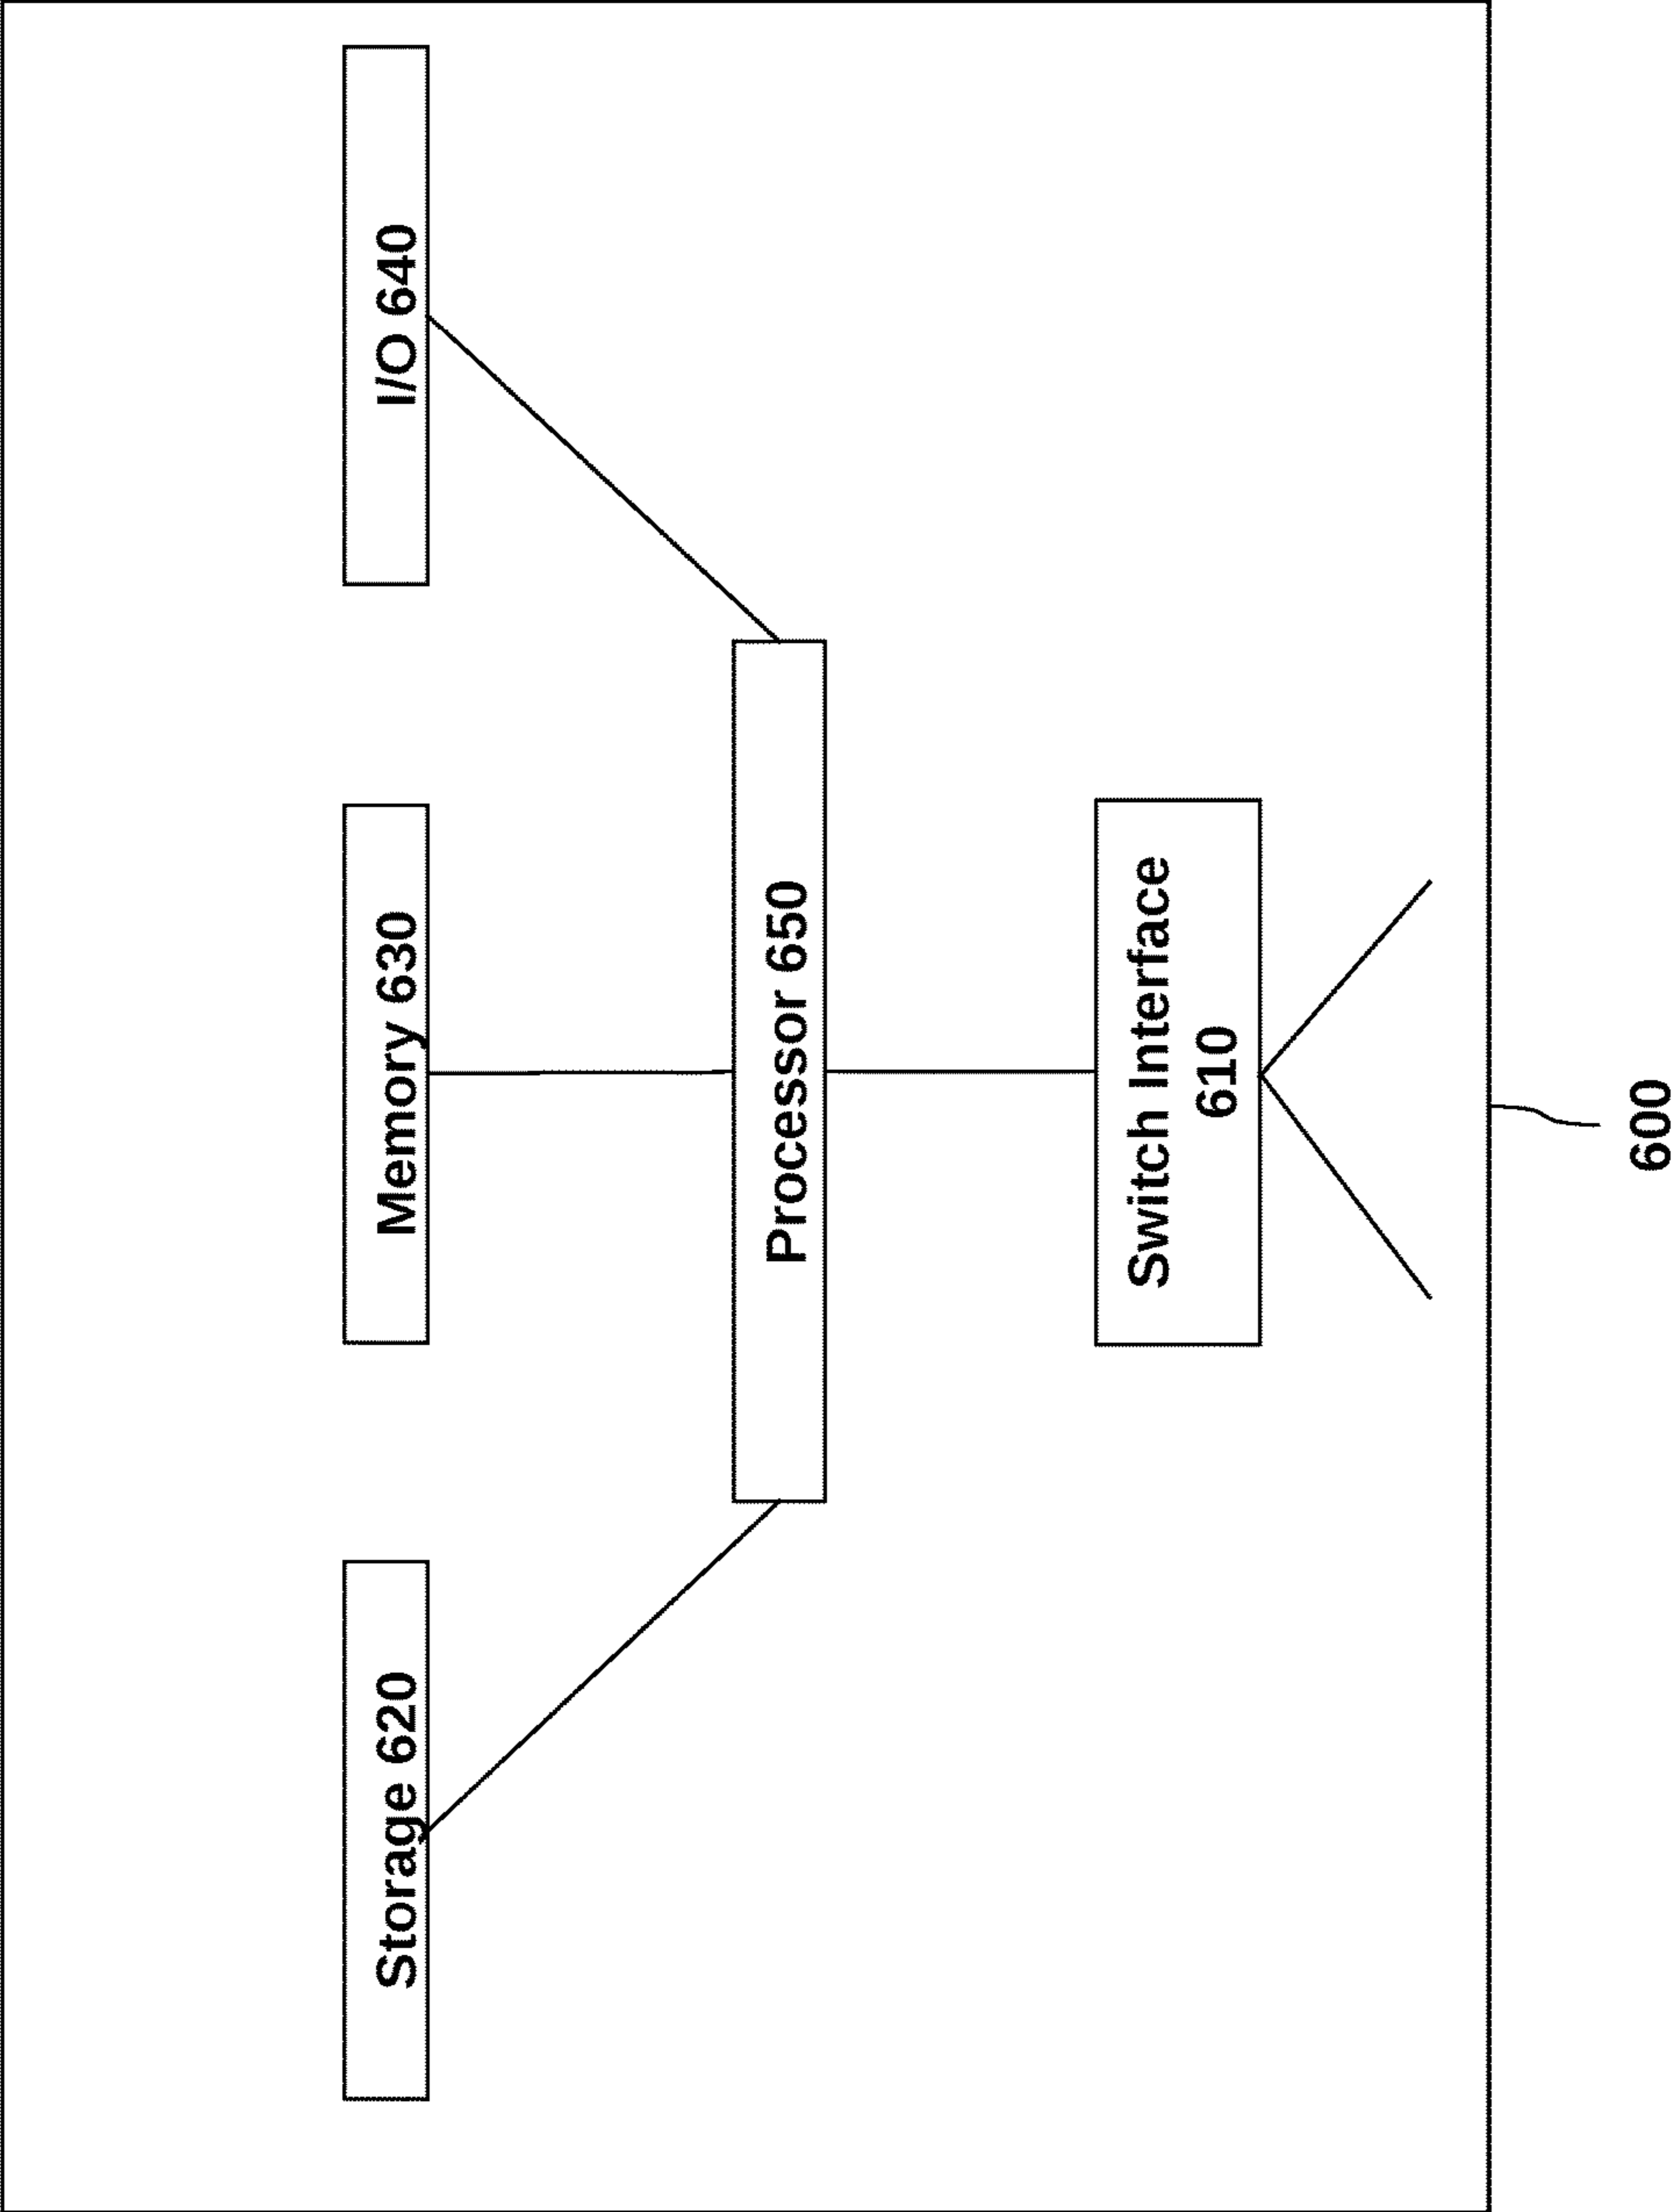 Storage 620
Memory 630
I/O 640
Processor 650
Switch Interface
610
600